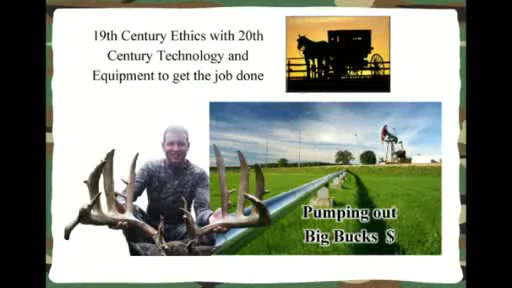 19th Century Ethics with 20th
Century Technology and
Equipment to get the job done
Pumping out
Big Bucks $